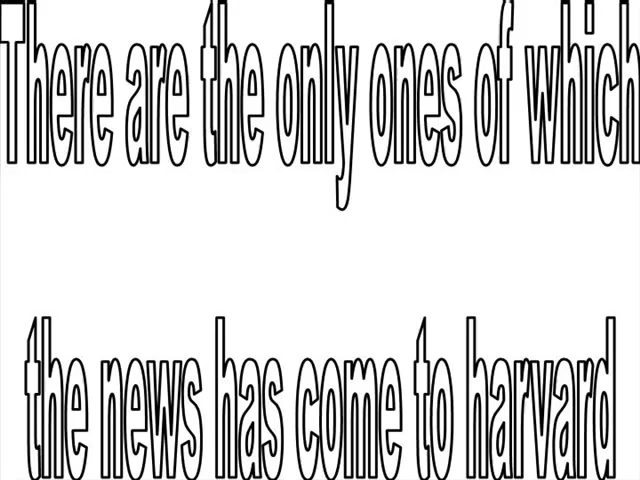 There are the only ones of which
the news has come to harvard